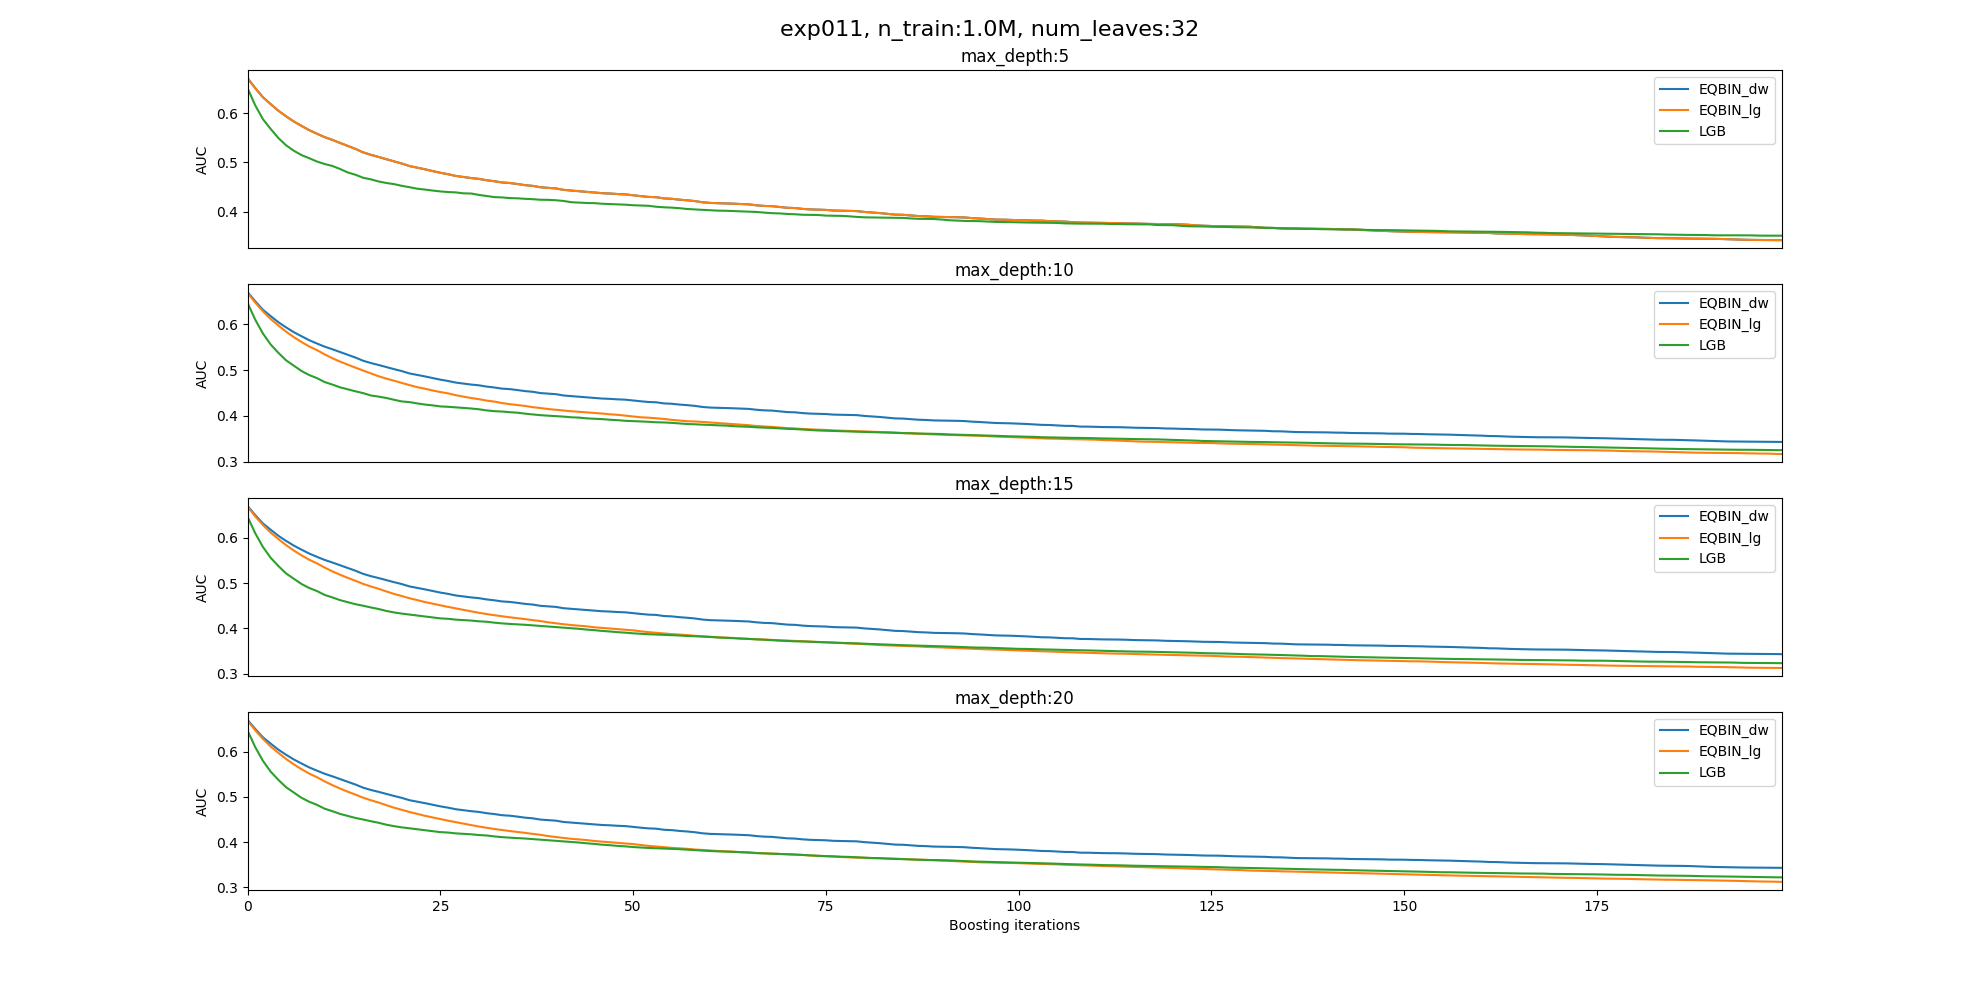 exp011, n_train:1.0M, num_leaves:32
max_depth:5
AUC
0.6
0.5
0.4
EQBIN_dw
EQBIN_lg
LGB
max_depth:10
AUC
0.6
0.5
0.4
0.3
EQBIN_dw
EQBIN_lg
LGB
max_depth:15
AUC
0.6
0.5
0.4
0.3
EQBIN_dw
EQBIN_lg
LGB
max_depth:20
AUC
0.6
0.5
0.4
0.3
EQBIN_dw
EQBIN_lg
LGB
0 25 50 75 100 125 150 175
Boosting iterations